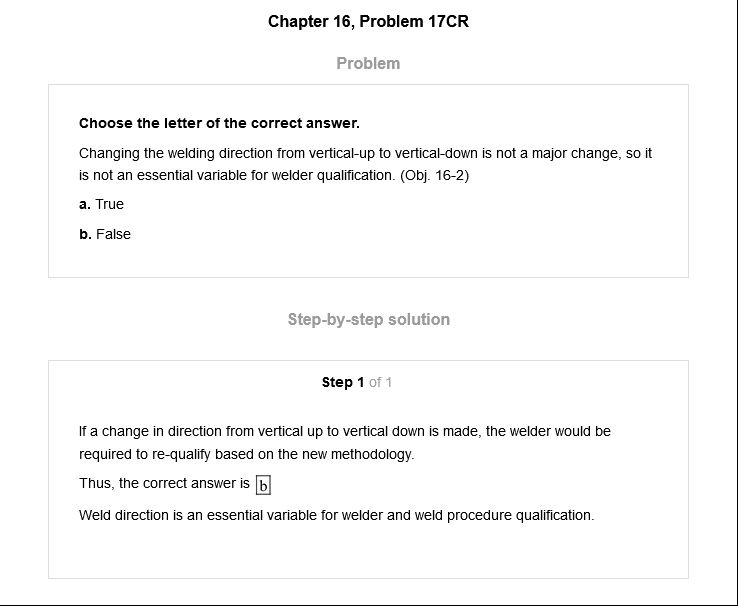 Chapter 16, Problem 17CR
Problem
Choose the letter of the correct answer.
Changing the welding direction from vertical-up to vertical-down is not a major change, so it
is not an essential variable for welder qualification. (Obj. 16-2)
a. True
b. False
Step-by-step solution
Step 1 of 1
If a change in direction from vertical up to vertical down is made, the welder would be
required to re-qualify based on the new methodology.
Thus, the correct answer is b
Weld direction is an essential variable for welder and weld procedure qualification.